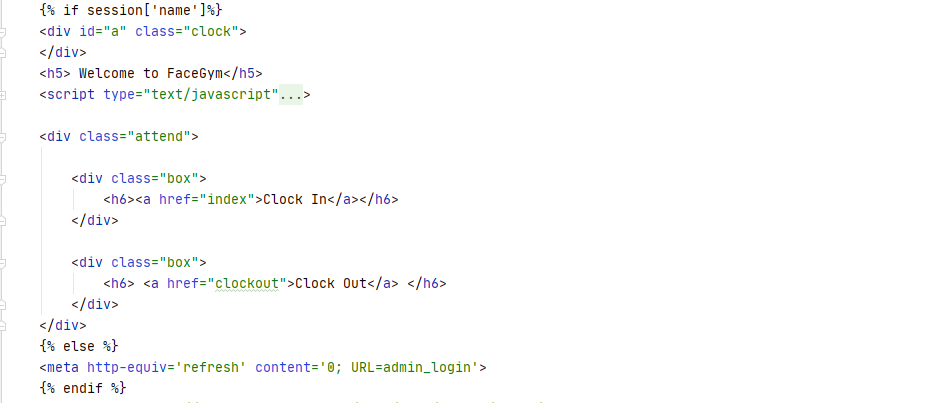 {% if session['name']%}
<div id="a" class="clock">
</div>
<h5> Welcome to FaceGym</h5>
<script type="text/javascript"...>
<div class="attend">
<div class="box">
<h6><a href="index">Clock In</a></h6>
</div>
<div class="box">
<h6> <a href="clockout">Clock Out</a> </h6>
</div>
</div>
{% else %}
<meta http-equiv='refresh' content='0; URL=admin_login'>
{% endif %}